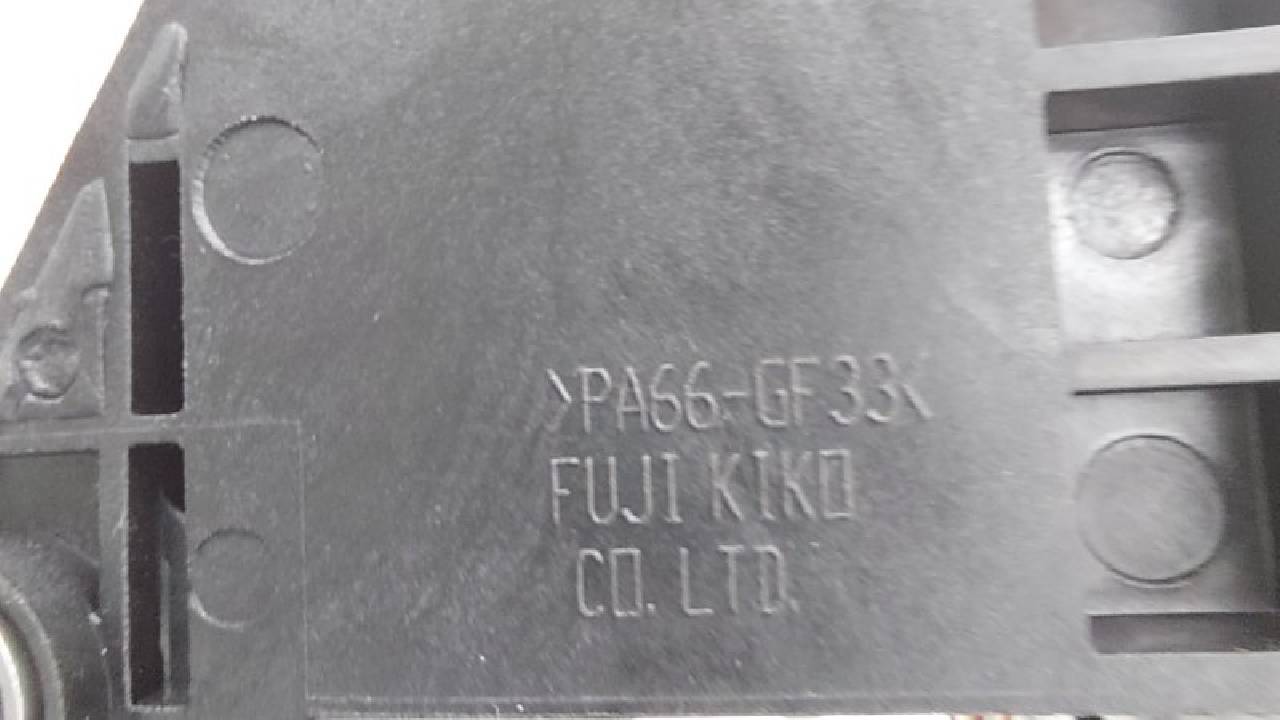 >PA66-GF33<
FUJI KIKO
CO. LTD.